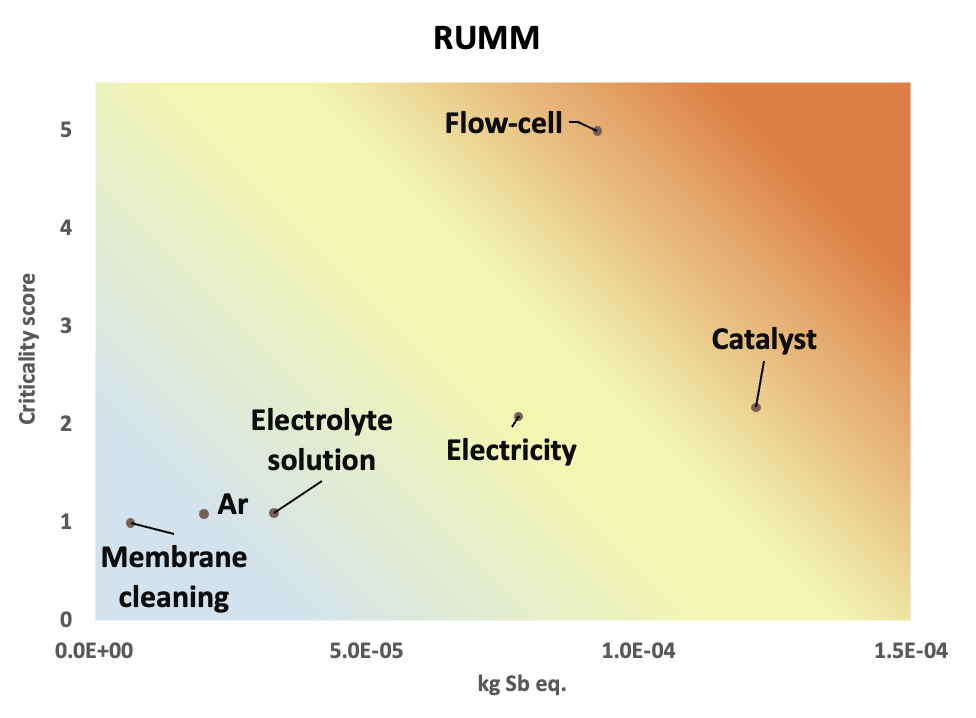 RUMM
5
Flow-cell
4
3
Catalyst
Criticality score
2
Electrolyte
solution
Electricity
Ar
1
Membrane
cleaning
0
0.0E+00
5.0E-05
1.0E-04
1.5E-04
kg Sb eq.